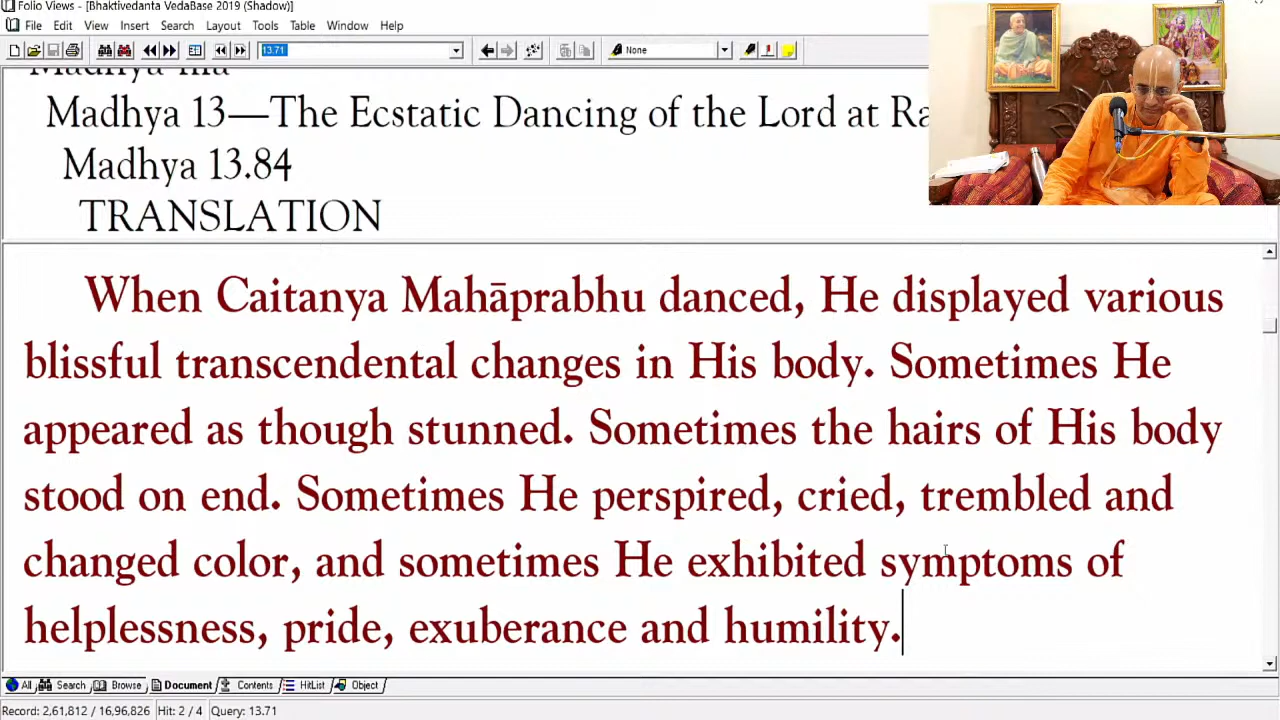 Folio Views - [Bhaktivedanta VedaBase 2019 (Shadow)]
File Edit View Insert Search Layout Tools Table Window Help
13.71 None
Madhya 13—The Ecstatic Dancing of the Lord at Ra
Madhya 13.84
TRANSLATION
When Caitanya Mahāprabhu danced, He displayed various
blissful transcendental changes in His body. Sometimes He
appeared as though stunned. Sometimes the hairs of His body
stood on end. Sometimes He perspired, cried, trembled and
changed color, and sometimes He exhibited symptoms of
helplessness, pride, exuberance and humility.
All Search Browse Document Contents HitList Object
Record: 2,61,812 / 16,96,826 Hit: 2 / 4 Query: 13.71